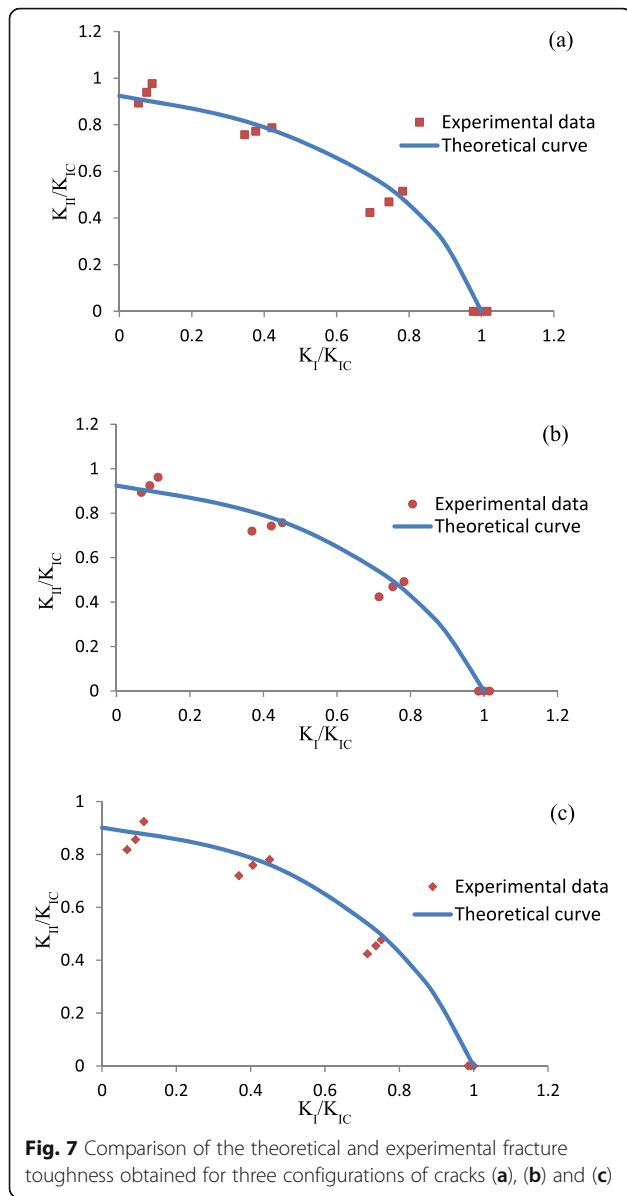 (a)
1.2
1
0.8
0.6
0.4
0.2
0
K_II/K_IC
Experimental data
Theoretical curve
0 0.2 0.4 0.6 0.8 1 1.2
K_I/K_IC
(b)
1.2
1
0.8
0.6
0.4
0.2
0
K_II/K_IC
Experimental data
Theoretical curve
0 0.2 0.4 0.6 0.8 1 1.2
K_I/K_IC
(c)
1
0.8
0.6
0.4
0.2
0
K_II/K_IC
Experimental data
Theoretical curve
0 0.2 0.4 0.6 0.8 1 1.2
K_I/K_IC
Fig. 7 Comparison of the theoretical and experimental fracture
toughness obtained for three configurations of cracks (a), (b) and (c)